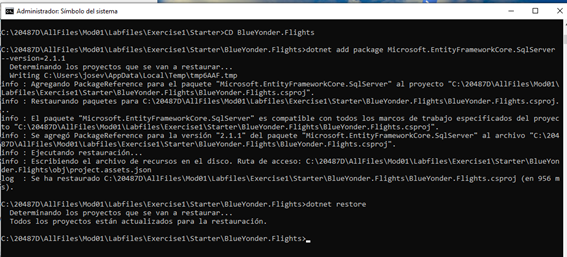 Administrador: Símbolo del sistema
C:\20487D\AllFiles\Mod01\Labfiles\Exercise1\Starter>CD BlueYonder.Flights
C:\20487D\AllFiles\Mod01\Labfiles\Exercise1\Starter\BlueYonder.Flights>dotnet add package Microsoft.EntityFrameworkCore.SqlServer
--version=2.1.1
Determinando los proyectos que se van a restaurar...
Writing C:\Users\josev\AppData\Local\Temp\tmp6AAF.tmp
info : Agregando PackageReference para el paquete "Microsoft.EntityFrameworkCore.SqlServer" al proyecto "C:\20487D\AllFiles\Mod01\
Labfiles\Exercise1\Starter\BlueYonder.Flights\BlueYonder.Flights.csproj".
info : Restaurando paquetes para C:\20487D\AllFiles\Mod01\Labfiles\Exercise1\Starter\BlueYonder.Flights\BlueYonder.Flights.csproj.
..
info : El paquete "Microsoft.EntityFrameworkCore.SqlServer" es compatible con todos los marcos de trabajo especificados del proyec
to "C:\20487D\AllFiles\Mod01\Labfiles\Exercise1\Starter\BlueYonder.Flights\BlueYonder.Flights.csproj".
info : Se agregó PackageReference para la versión "2.1.1" del paquete "Microsoft.EntityFrameworkCore.SqlServer" al archivo "C:\204
87D\AllFiles\Mod01\Labfiles\Exercise1\Starter\BlueYonder.Flights\BlueYonder.Flights.csproj".
info : Ejecutando restauración...
info : Escribiendo el archivo de recursos en el disco. Ruta de acceso: C:\20487D\AllFiles\Mod01\Labfiles\Exercise1\Starter\BlueYon
der.Flights\obj\project.assets.json
log : Se ha restaurado C:\20487D\AllFiles\Mod01\Labfiles\Exercise1\Starter\BlueYonder.Flights\BlueYonder.Flights.csproj (en 956 m
s).
C:\20487D\AllFiles\Mod01\Labfiles\Exercise1\Starter\BlueYonder.Flights>dotnet restore
Determinando los proyectos que se van a restaurar...
Todos los proyectos están actualizados para la restauración.
C:\20487D\AllFiles\Mod01\Labfiles\Exercise1\Starter\BlueYonder.Flights>